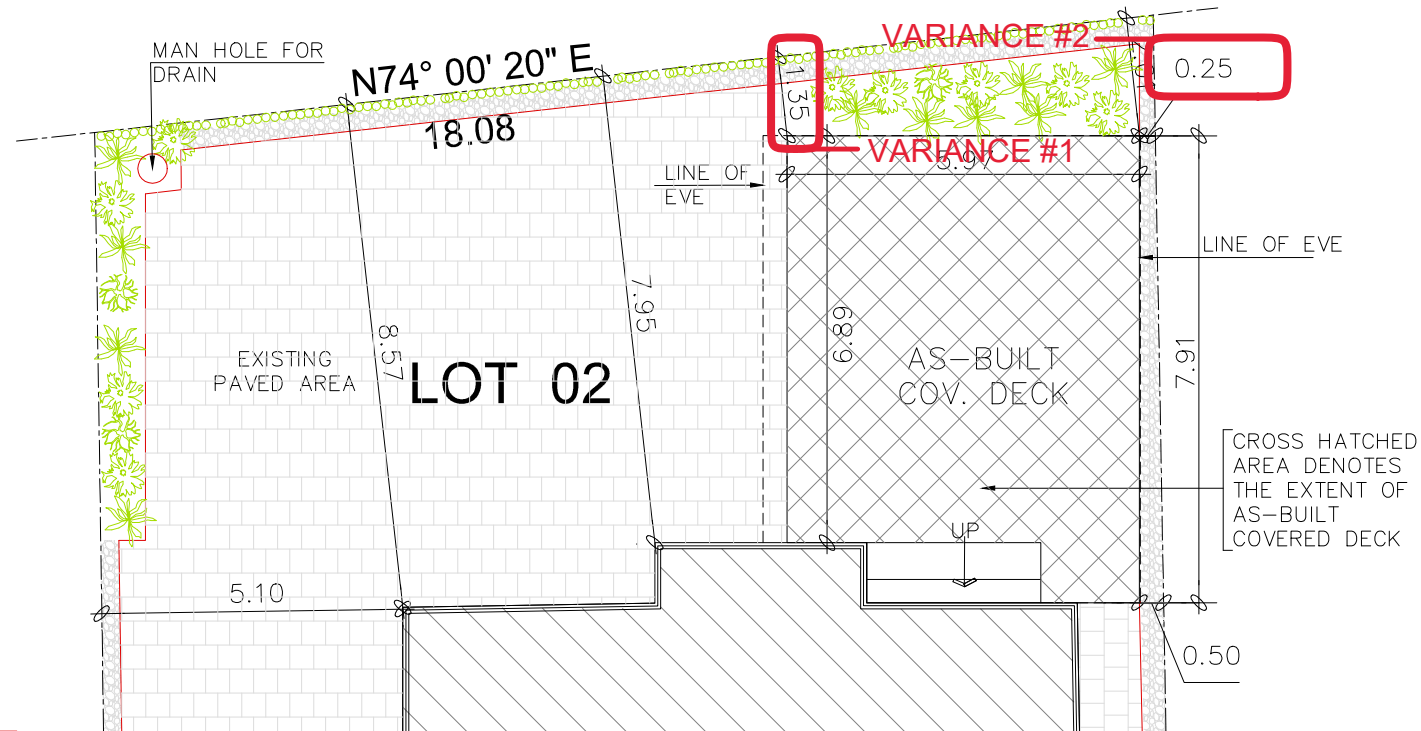 MAN HOLE FOR
DRAIN
N74° 00' 20" E
18.08
VARIANCE #2
0.25
1.35
VARIANCE #1
5.97
LINE OF
EVE
LINE OF EVE
7.95
8.57
6.89
7.91
EXISTING
PAVED AREA
LOT 02
AS-BUILT
COV. DECK
CROSS HATCHED
AREA DENOTES
THE EXTENT OF
AS-BUILT
COVERED DECK
UP
5.10
0.50